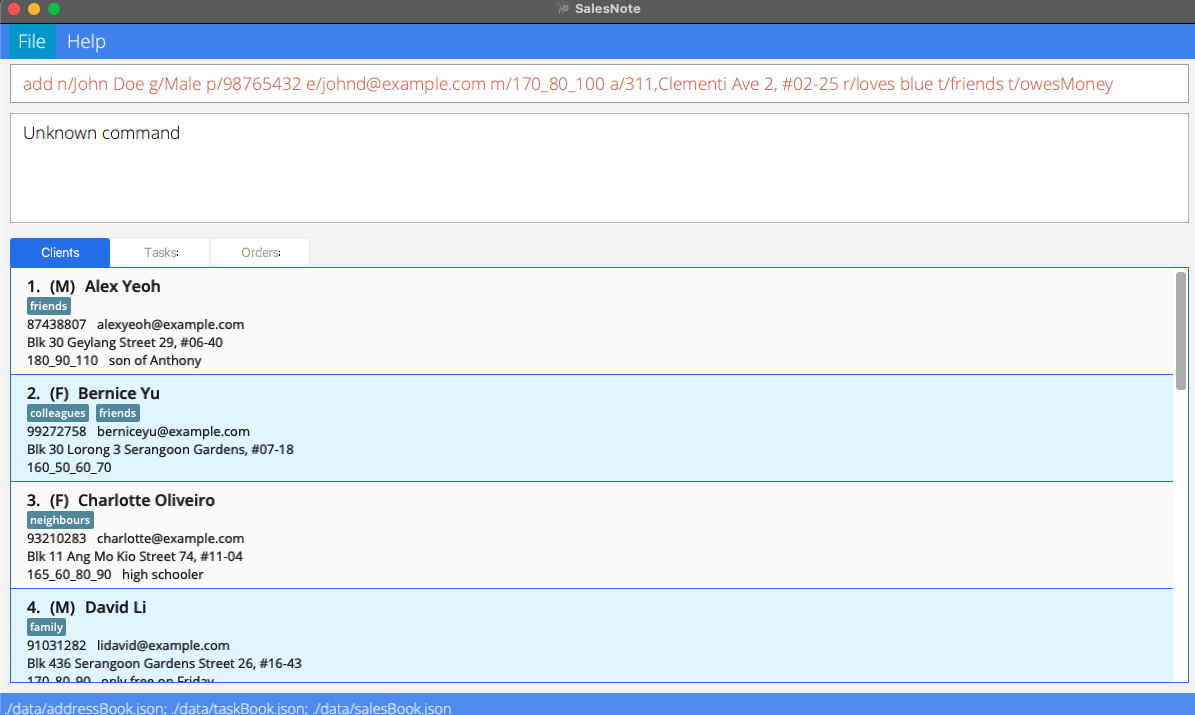 SalesNote
File Help
add n/John Doe g/Male p/98765432 e/johnd@example.com m/170_80_100 a/311,Clementi Ave 2, #02-25 r/loves blue t/friends t/owesMoney
Unknown command
Clients Tasks: Orders:
1. (M) Alex Yeoh
friends
87438807 alexyeoh@example.com
Blk 30 Geylang Street 29, #06-40
180_90_110 son of Anthony
2. (F) Bernice Yu
colleagues friends
99272758 berniceyu@example.com
Blk 30 Lorong 3 Serangoon Gardens, #07-18
160_50_60_70
3. (F) Charlotte Oliveiro
neighbours
93210283 charlotte@example.com
Blk 11 Ang Mo Kio Street 74, #11-04
165_60_80_90 high schooler
4. (M) David Li
family
91031282 lidavid@example.com
Blk 436 Serangoon Gardens Street 26, #16-43
170_80_90 only free on Friday
./data/addressBook.json; ./data/taskBook.json; ./data/salesBook.json